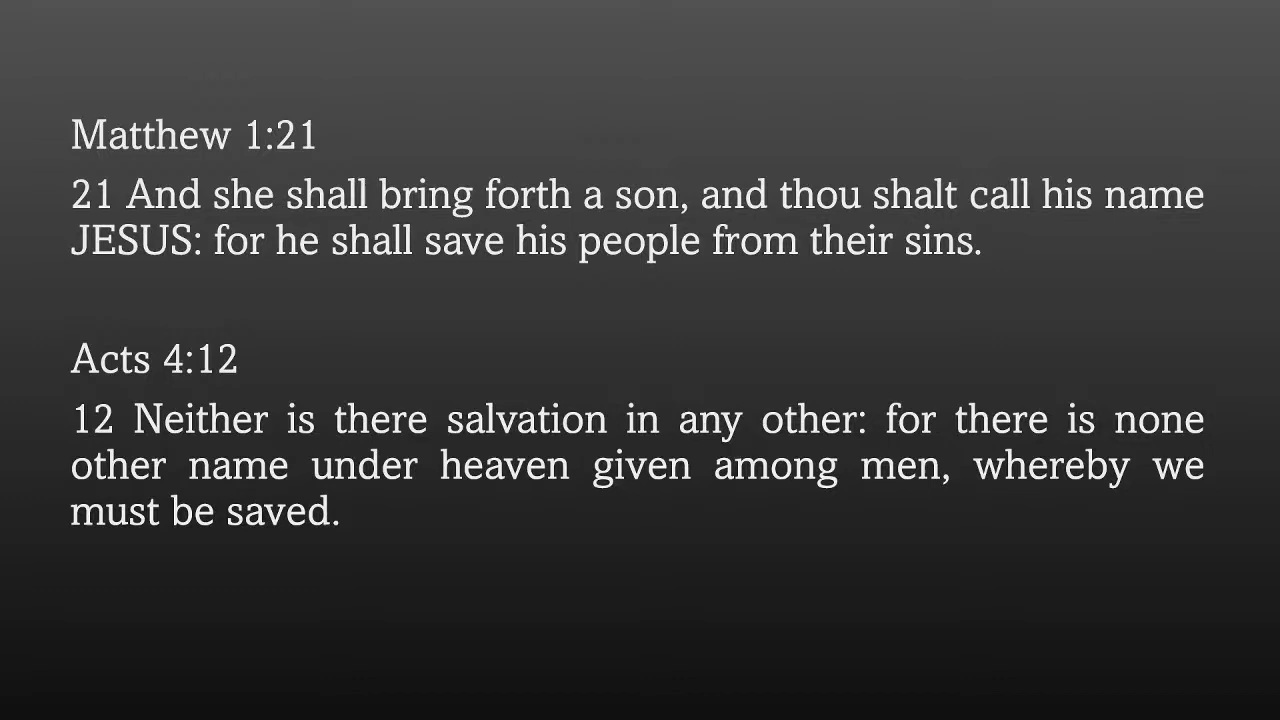 Matthew 1:21
21 And she shall bring forth a son, and thou shalt call his name
JESUS: for he shall save his people from their sins.
Acts 4:12
12 Neither is there salvation in any other: for there is none
other name under heaven given among men, whereby we
must be saved.